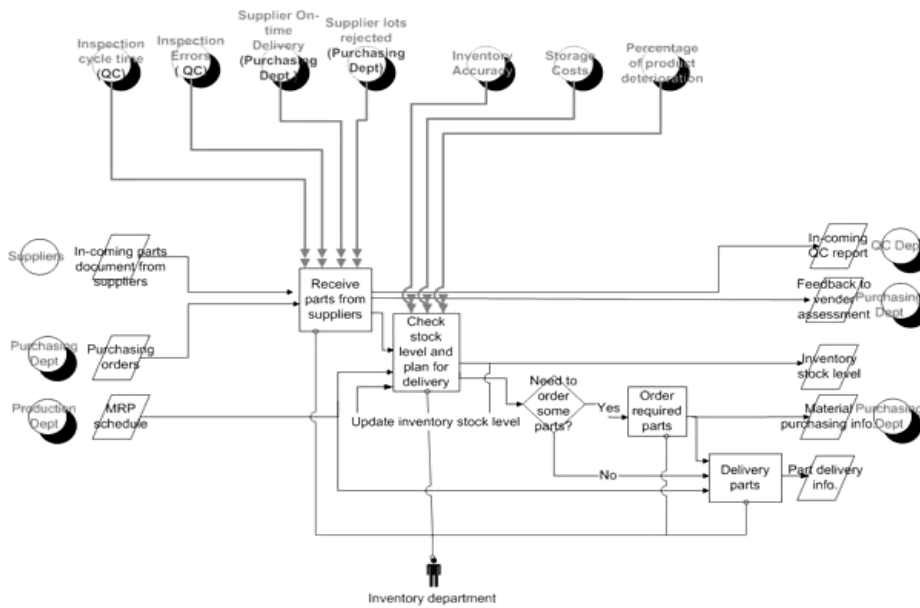 Inspection
cycle time
(QC)
Inspection
Errors
( QC)
Supplier On-
time
Delivery
(Purchasing
Dept.)
Supplier lots
rejected
(Purchasing
Dept)
Inventory
Accuracy
Storage
Costs
Percentage
of product
deterioration
Suppliers
In-coming parts
document from
suppliers
Purchasing
Dept
Purchasing
orders
Production
Dept
MRP
schedule
Receive
parts from
suppliers
Check
stock
level and
plan for
delivery
Update inventory stock level
Need to
order
some
parts?
Yes
No
Order
required
parts
Delivery
parts
In-coming
QC report
QC Dept
Feedback to
vender
assessment
Purchasing
Dept
Inventory
stock level
Material
purchasing info.
Purchasing
Dept
Part delivery
info.
Inventory department